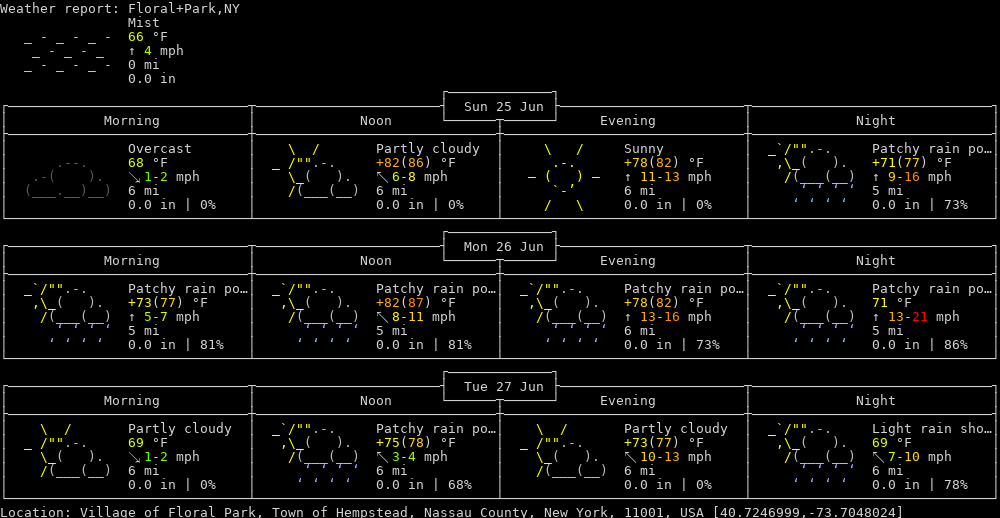 Weather report: Floral+Park,NY
Mist
66 °F
↑ 4 mph
0 mi
0.0 in
Sun 25 Jun
Morning Noon Evening Night
Overcast Partly cloudy Sunny Patchy rain po…
68 °F +82(86) °F +78(82) °F +71(77) °F
↘ 1-2 mph ↖ 6-8 mph ↑ 11-13 mph ↑ 9-16 mph
6 mi 6 mi 6 mi 5 mi
0.0 in | 0% 0.0 in | 0% 0.0 in | 0% 0.0 in | 73%
Mon 26 Jun
Morning Noon Evening Night
Patchy rain po… Patchy rain po… Patchy rain po… Patchy rain po…
+73(77) °F +82(87) °F +78(82) °F 71 °F
↑ 5-7 mph ↖ 8-11 mph ↑ 13-16 mph ↑ 13-21 mph
5 mi 5 mi 6 mi 5 mi
0.0 in | 81% 0.0 in | 81% 0.0 in | 73% 0.0 in | 86%
Tue 27 Jun
Morning Noon Evening Night
Partly cloudy Patchy rain po… Partly cloudy Light rain sho…
69 °F +75(78) °F +73(77) °F 69 °F
↘ 1-2 mph ↖ 3-4 mph ↖ 10-13 mph ↖ 7-10 mph
6 mi 6 mi 6 mi 6 mi
0.0 in | 0% 0.0 in | 68% 0.0 in | 0% 0.0 in | 78%
Location: Village of Floral Park, Town of Hempstead, Nassau County, New York, 11001, USA [40.7246999,-73.7048024]